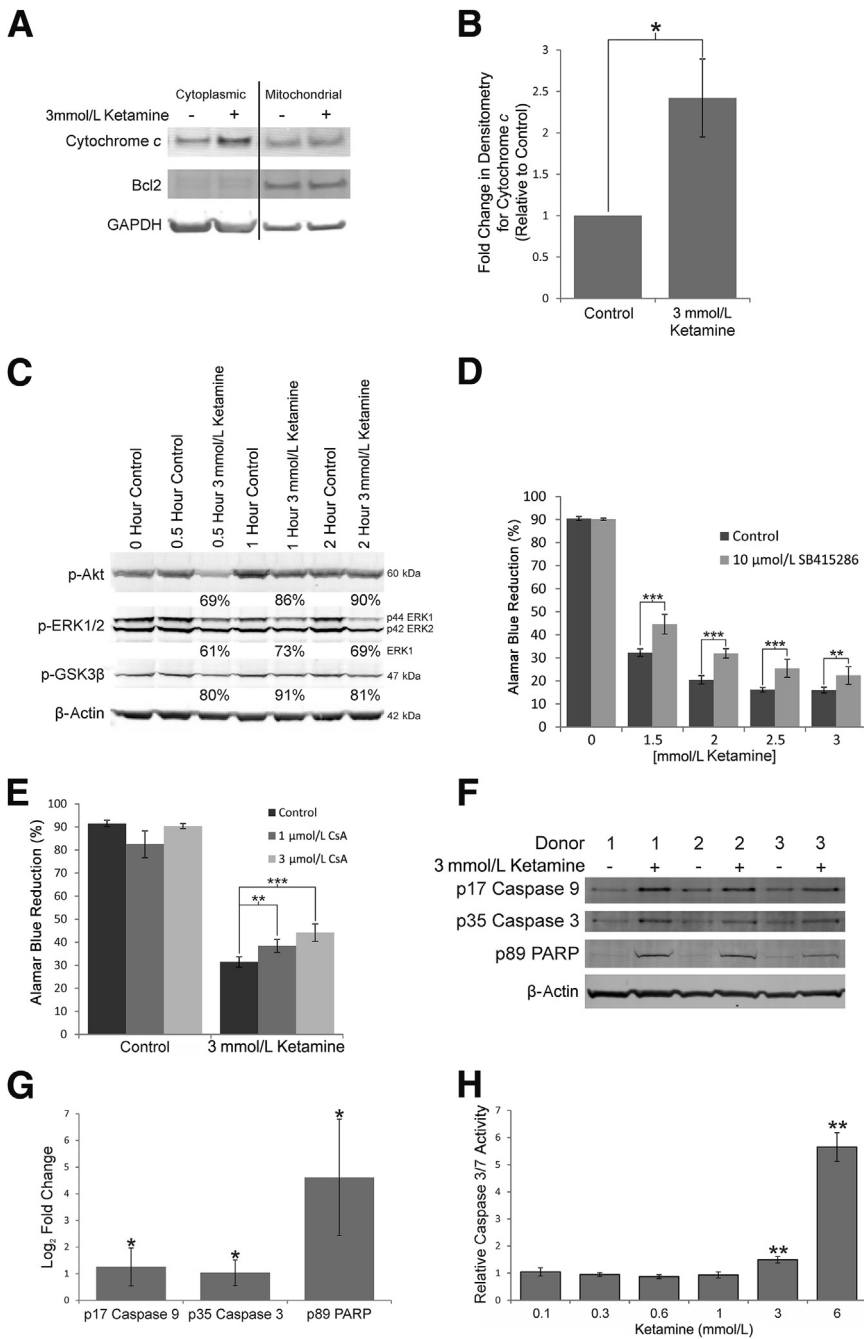 A
Cytoplasmic Mitochondrial
3mmol/L Ketamine - + - +
Cytochrome c
Bcl2
GAPDH
B
*
Fold Change in Densitometry
for Cytochrome c
(Relative to Control)
3
2.5
2
1.5
1
0.5
0
Control 3 mmol/L
Ketamine
C
0 Hour Control
0.5 Hour Control
0.5 Hour 3 mmol/L Ketamine
1 Hour Control
1 Hour 3 mmol/L Ketamine
2 Hour Control
2 Hour 3 mmol/L Ketamine
p-Akt 60 kDa
69% 86% 90%
p-ERK1/2 p44 ERK1
p42 ERK2
61% 73% 69% ERK1
p-GSK3β 47 kDa
80% 91% 81%
β-Actin 42 kDa
D
Alamar Blue Reduction (%)
100
90
80
70
60
50
40
30
20
10
0
Control
10 μmol/L SB415286
*** *** *** **
0 1.5 2 2.5 3
[mmol/L Ketamine]
E
Alamar Blue Reduction (%)
100
90
80
70
60
50
40
30
20
10
0
Control
1 μmol/L CsA
3 μmol/L CsA
***
**
Control 3 mmol/L Ketamine
F
Donor 1 1 2 2 3 3
3 mmol/L Ketamine - + - + - +
p17 Caspase 9
p35 Caspase 3
p89 PARP
β-Actin
G
Log2 Fold Change
7
6
5
4
3
2
1
0
* * *
p17 Caspase 9 p35 Caspase 3 p89 PARP
H
Relative Caspase 3/7 Activity
7
6
5
4
3
2
1
0
** **
0.1 0.3 0.6 1 3 6
Ketamine (mmol/L)